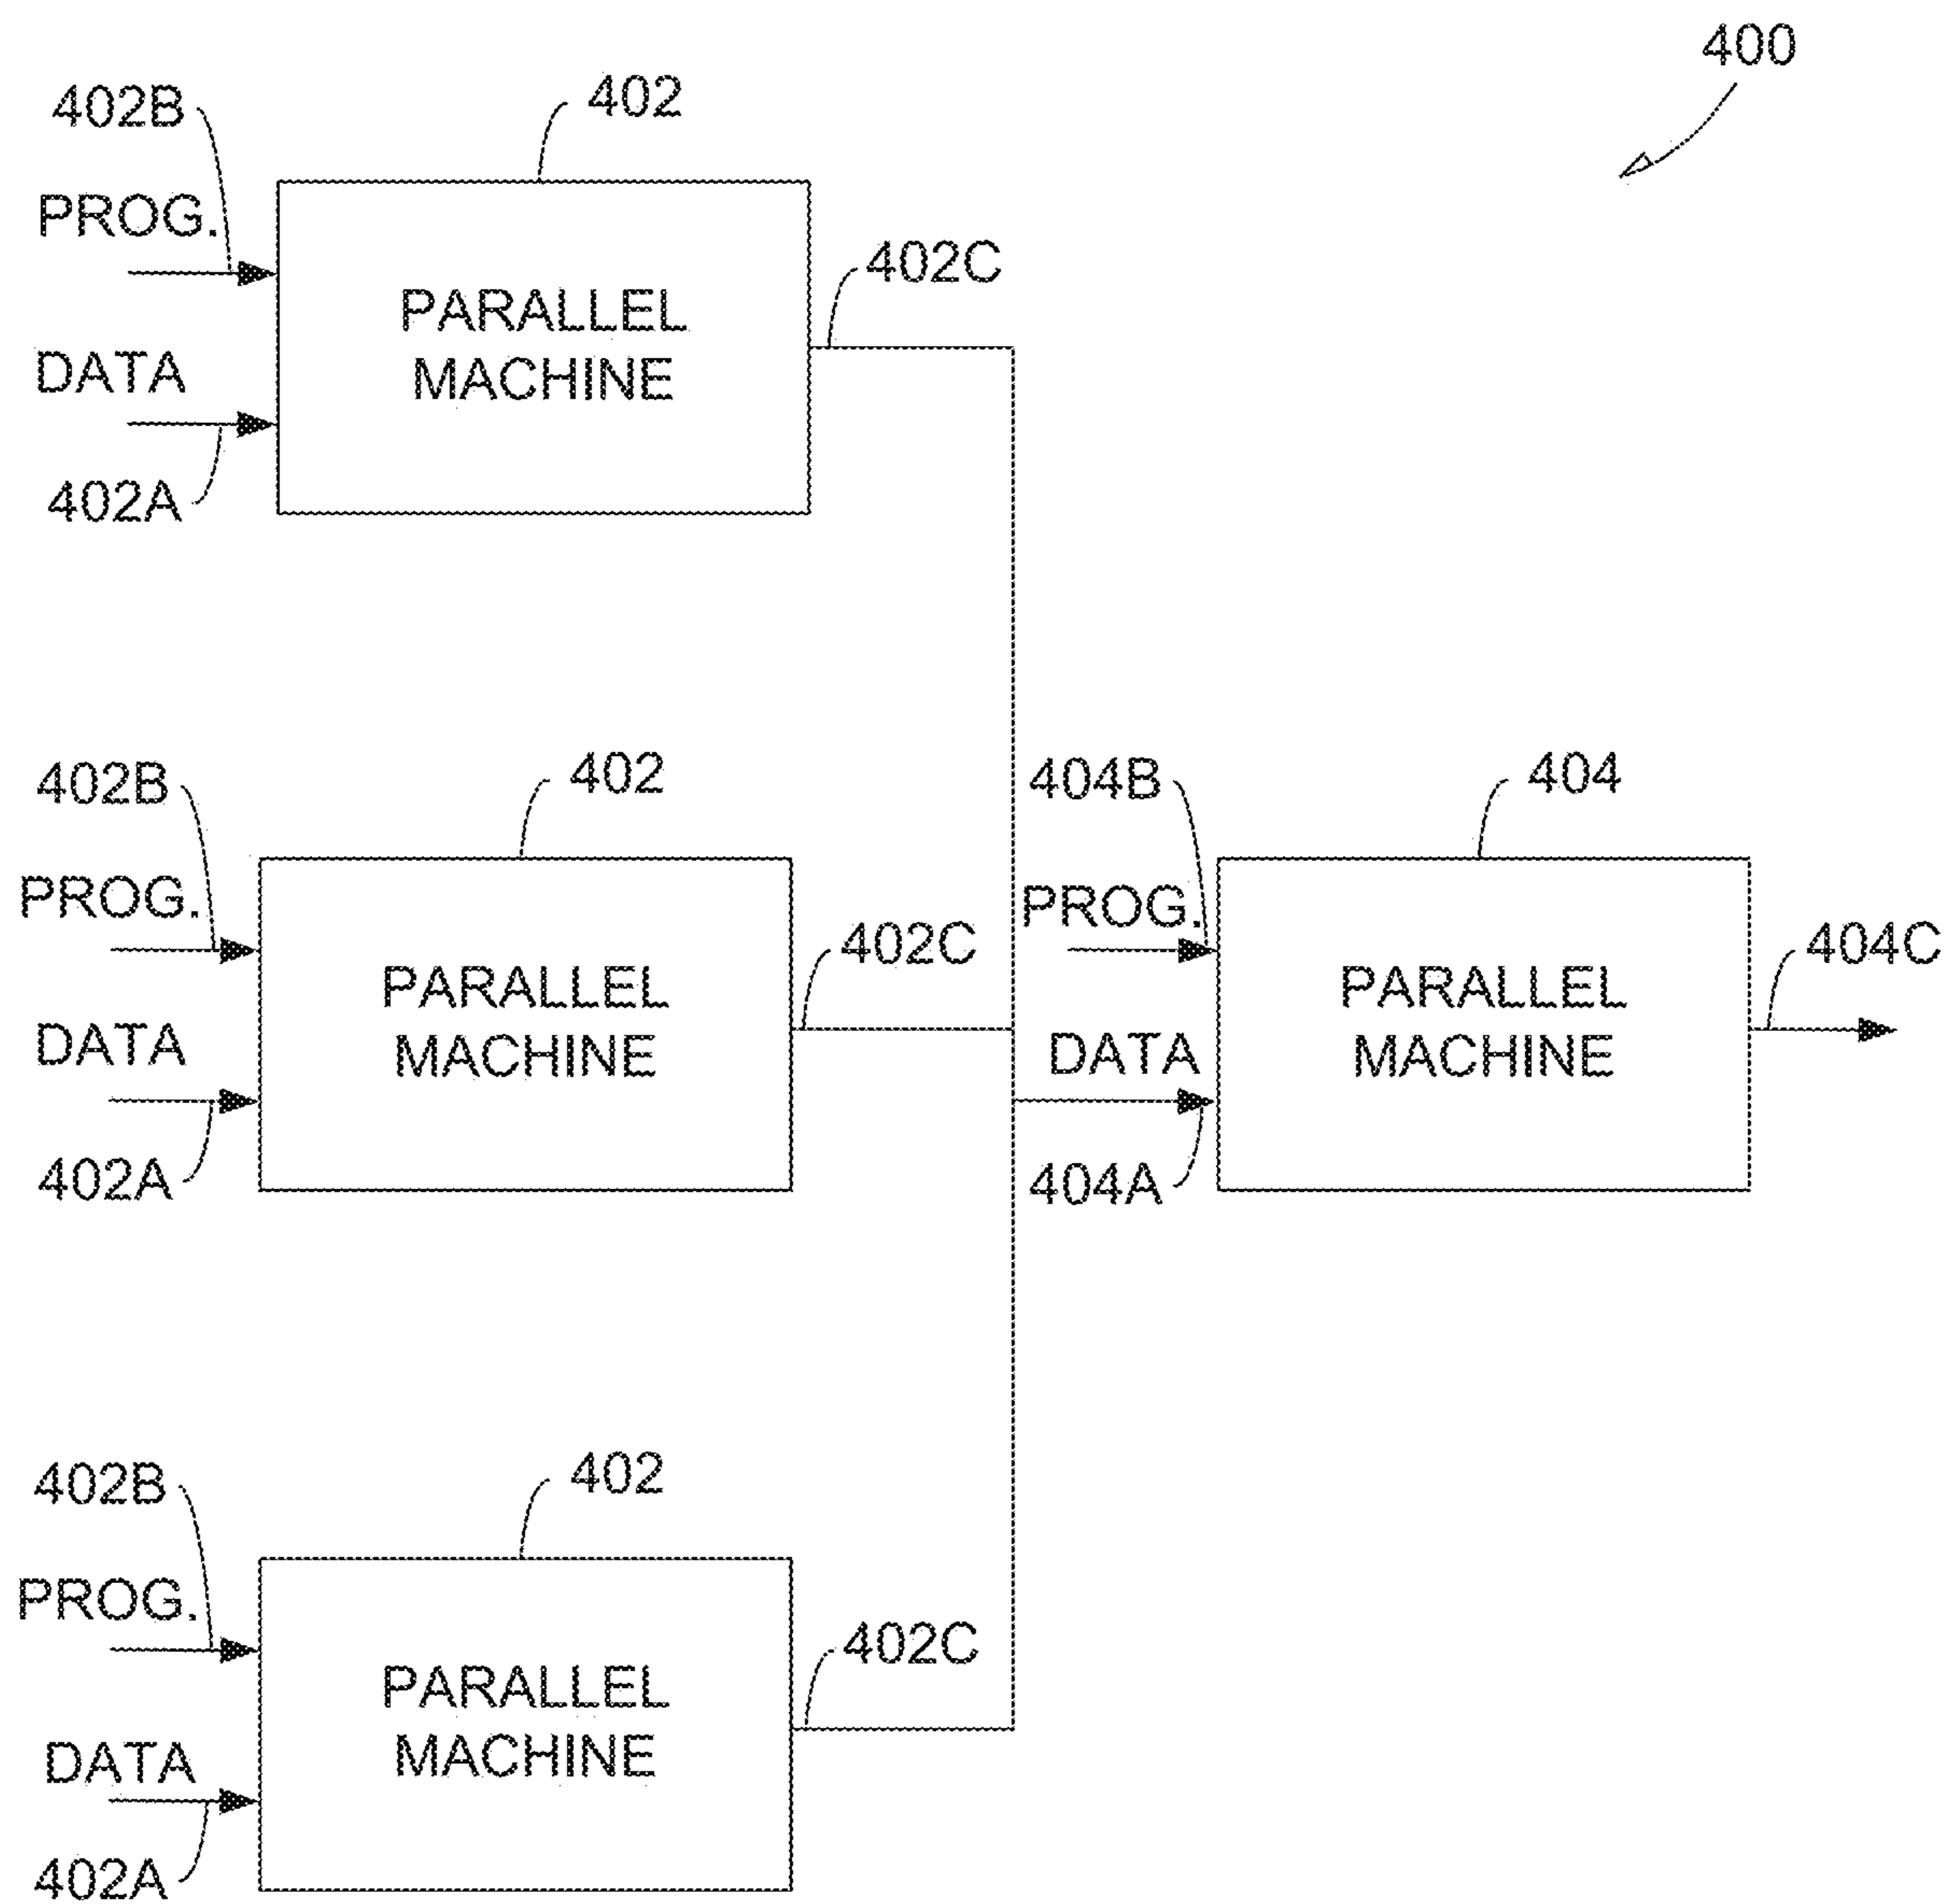 400
402B
402
PROG.
402C
PARALLEL
MACHINE
DATA
402A
402B
402
404B
404
PROG.
PROG.
402C
404C
PARALLEL
MACHINE
PARALLEL
MACHINE
DATA
DATA
402A
404A
402B
402
PROG.
402C
PARALLEL
MACHINE
DATA
402A